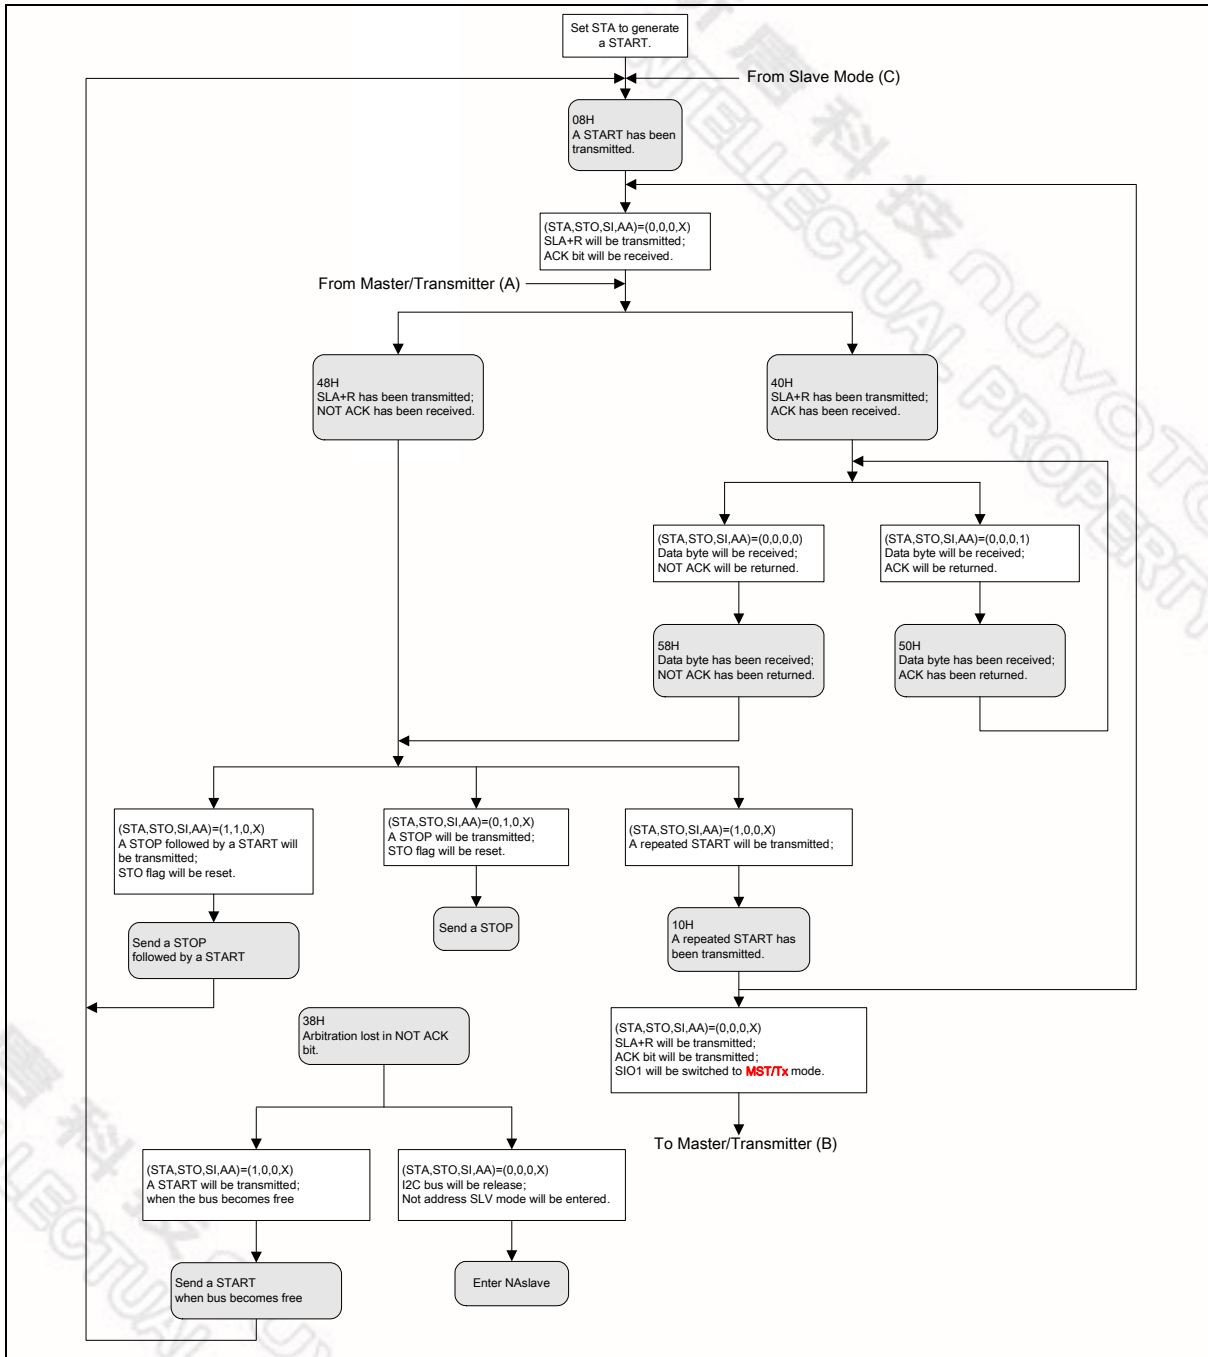 Set STA to generate
a START.
From Slave Mode (C)
08H
A START has been
transmitted.
(STA,STO,SI,AA)=(0,0,0,X)
SLA+R will be transmitted;
ACK bit will be received.
From Master/Transmitter (A)
48H
SLA+R has been transmitted;
NOT ACK has been received.
40H
SLA+R has been transmitted;
ACK has been received.
(STA,STO,SI,AA)=(0,0,0,0)
Data byte will be received;
NOT ACK will be returned.
(STA,STO,SI,AA)=(0,0,0,1)
Data byte will be received;
ACK will be returned.
58H
Data byte has been received;
NOT ACK has been returned.
50H
Data byte has been received;
ACK has been returned.
(STA,STO,SI,AA)=(1,1,0,X)
A STOP followed by a START will
be transmitted;
STO flag will be reset.
(STA,STO,SI,AA)=(0,1,0,X)
A STOP will be transmitted;
STO flag will be reset.
(STA,STO,SI,AA)=(1,0,0,X)
A repeated START will be transmitted;
Send a STOP
followed by a START
Send a STOP
10H
A repeated START has
been transmitted.
38H
Arbitration lost in NOT ACK
bit.
(STA,STO,SI,AA)=(0,0,0,X)
SLA+R will be transmitted;
ACK bit will be transmitted;
SIO1 will be switched to MST/Tx mode.
To Master/Transmitter (B)
(STA,STO,SI,AA)=(1,0,0,X)
A START will be transmitted;
when the bus becomes free
(STA,STO,SI,AA)=(0,0,0,X)
I2C bus will be release;
Not address SLV mode will be entered.
Send a START
when bus becomes free
Enter NAslave
唐科技 nuvoTo
INTELLECTUAL PROPERTY